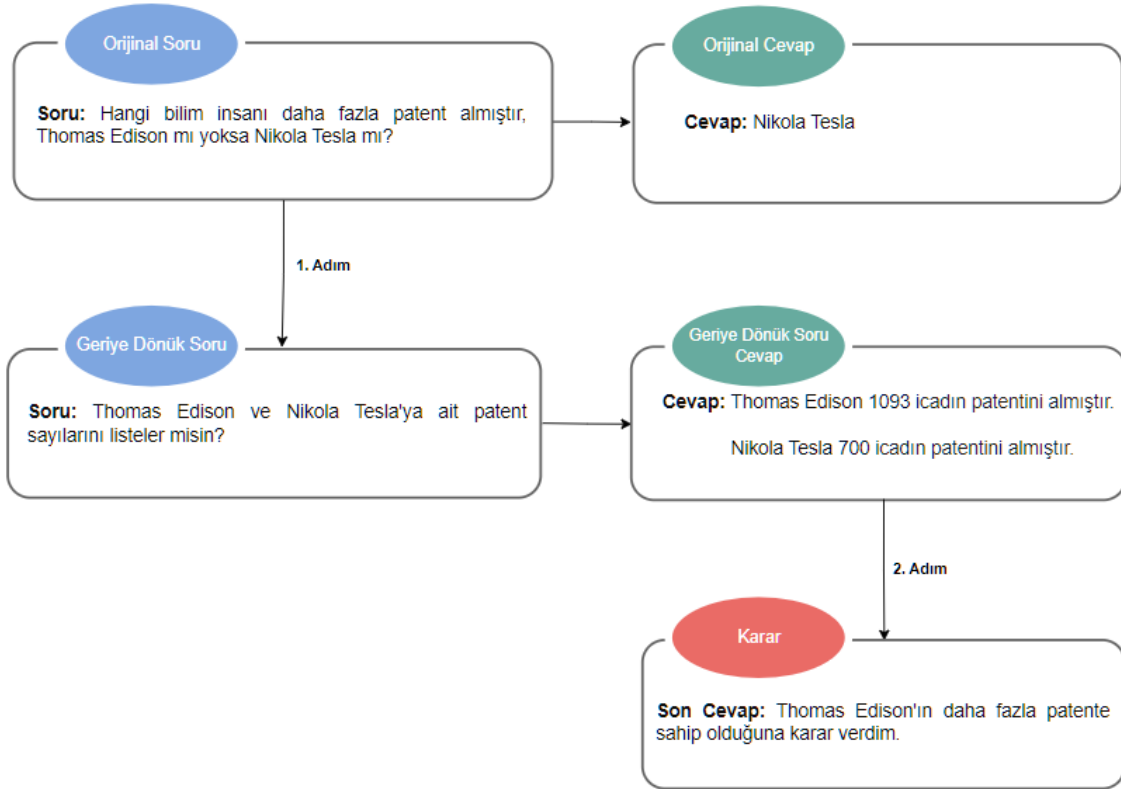 Orijinal Soru
Soru: Hangi bilim insanı daha fazla patent almıştır,
Thomas Edison mı yoksa Nikola Tesla mı?
Orijinal Cevap
Cevap: Nikola Tesla
1. Adım
Geriye Dönük Soru
Soru: Thomas Edison ve Nikola Tesla'ya ait patent
sayılarını listeler misin?
Geriye Dönük Soru
Cevap
Cevap: Thomas Edison 1093 icadın patentini almıştır.
Nikola Tesla 700 icadın patentini almıştır.
2. Adım
Karar
Son Cevap: Thomas Edison'ın daha fazla patente
sahip olduğuna karar verdim.